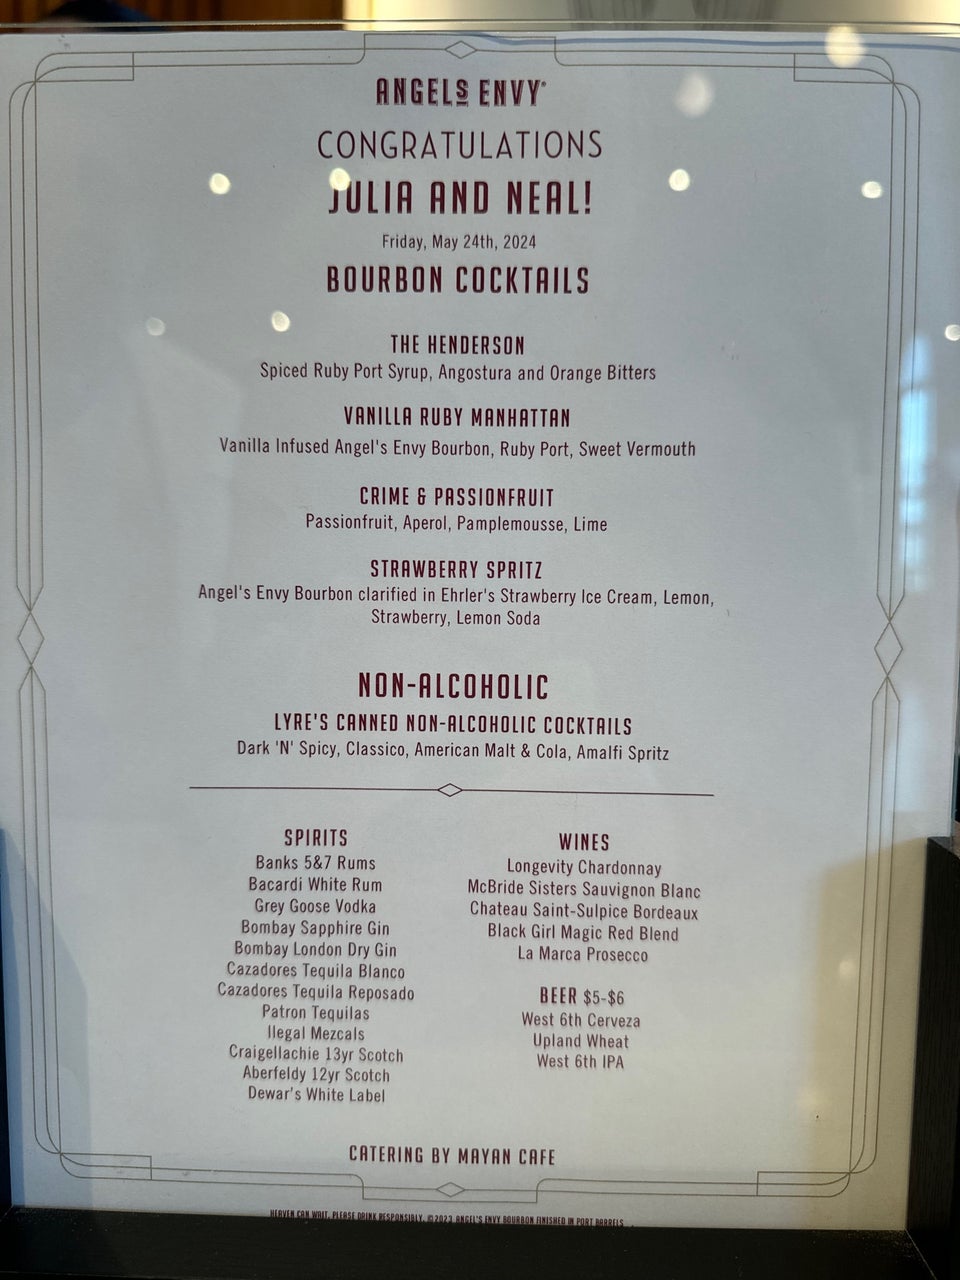 ANGELS ENVY®
CONGRATULATIONS
JULIA AND NEAL!
Friday, May 24th, 2024
BOURBON COCKTAILS
THE HENDERSON
Spiced Ruby Port Syrup, Angostura and Orange Bitters
VANILLA RUBY MANHATTAN
Vanilla Infused Angel's Envy Bourbon, Ruby Port, Sweet Vermouth
CRIME & PASSIONFRUIT
Passionfruit, Aperol, Pamplemousse, Lime
STRAWBERRY SPRITZ
Angel's Envy Bourbon clarified in Ehrler's Strawberry Ice Cream, Lemon,
Strawberry, Lemon Soda
NON-ALCOHOLIC
LYRE'S CANNED NON-ALCOHOLIC COCKTAILS
Dark 'N' Spicy, Classico, American Malt & Cola, Amalfi Spritz
SPIRITS
Banks 5&7 Rums
Bacardi White Rum
Grey Goose Vodka
Bombay Sapphire Gin
Bombay London Dry Gin
Cazadores Tequila Blanco
Cazadores Tequila Reposado
Patron Tequilas
Ilegal Mezcals
Craigellachie 13yr Scotch
Aberfeldy 12yr Scotch
Dewar's White Label
WINES
Longevity Chardonnay
McBride Sisters Sauvignon Blanc
Chateau Saint-Sulpice Bordeaux
Black Girl Magic Red Blend
La Marca Prosecco
BEER $5-$6
West 6th Cerveza
Upland Wheat
West 6th IPA
CATERING BY MAYAN CAFE
HEAVEN CAN WAIT. PLEASE DRINK RESPONSIBLY. ©2023 ANGEL'S ENVY BOURBON FINISHED IN PORT BARRELS